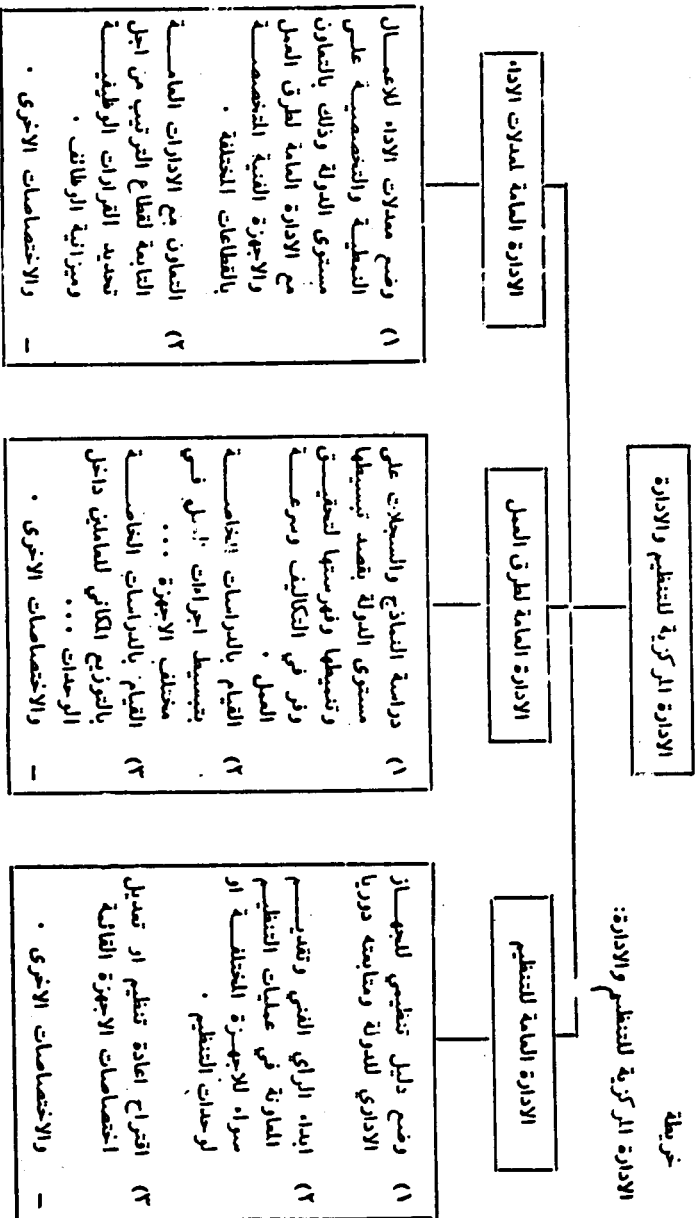 خريطة
الادارة المركزية للتنظيم والادارة:
الادارة المركزية للتنظيم والادارة
الادارة العامة للتنظيم
١) وضع دليل تنظيمي للجهاز
الاداري للدولة ومتابعته دوريا
٢) ابداء الراي الفني وتقديم
المعاونة في عمليات التنظيم
سواء للاجهزة المختلفة او
لوحدات التنظيم .
٣) اقتراح اعادة تنظيم او تعديل
اختصاصات الاجهزة القائمة
– والاختصاصات الاخرى .
الادارة العامة لطرق العمل
١) دراسة النماذج والسجلات على
مستوى الدولة بقصد تبسيطها
وتنميطها وفهرستها لتحقيق
وفر في التكاليف وسرعة
العمل .
٢) القيام بالدراسات الخاصة
بتبسيط اجراءات العمل في
مختلف الاجهزة ...
٣) القيام بالدراسات الخاصة
بالتوزيع المكاني للعاملين داخل
الوحدات ...
– والاختصاصات الاخرى .
الادارة العامة لمعدلات الاداء
١) وضع معدلات الاداء للاعمال
النمطية والتخصصية على
مستوى الدولة وذلك بالتعاون
مع الادارة العامة لطرق العمل
والاجهزة الفنية المتخصصة
بالقطاعات المختلفة .
٢) التعاون مع الادارات العامة
التابعة لقطاع الترتيب من اجل
تحديد القرارات الوظيفية
وميزانية الوظائف .
– والاختصاصات الاخرى .